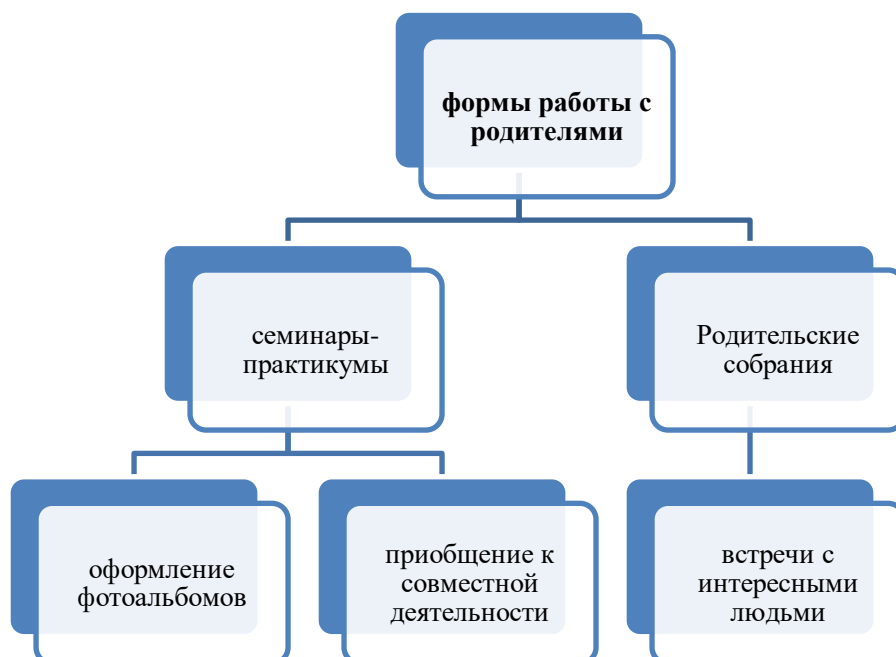 формы работы с
родителями
семинары-
практикумы
Родительские
собрания
оформление
фотоальбомов
приобщение к
совместной
деятельности
встречи с
интересными
людьми